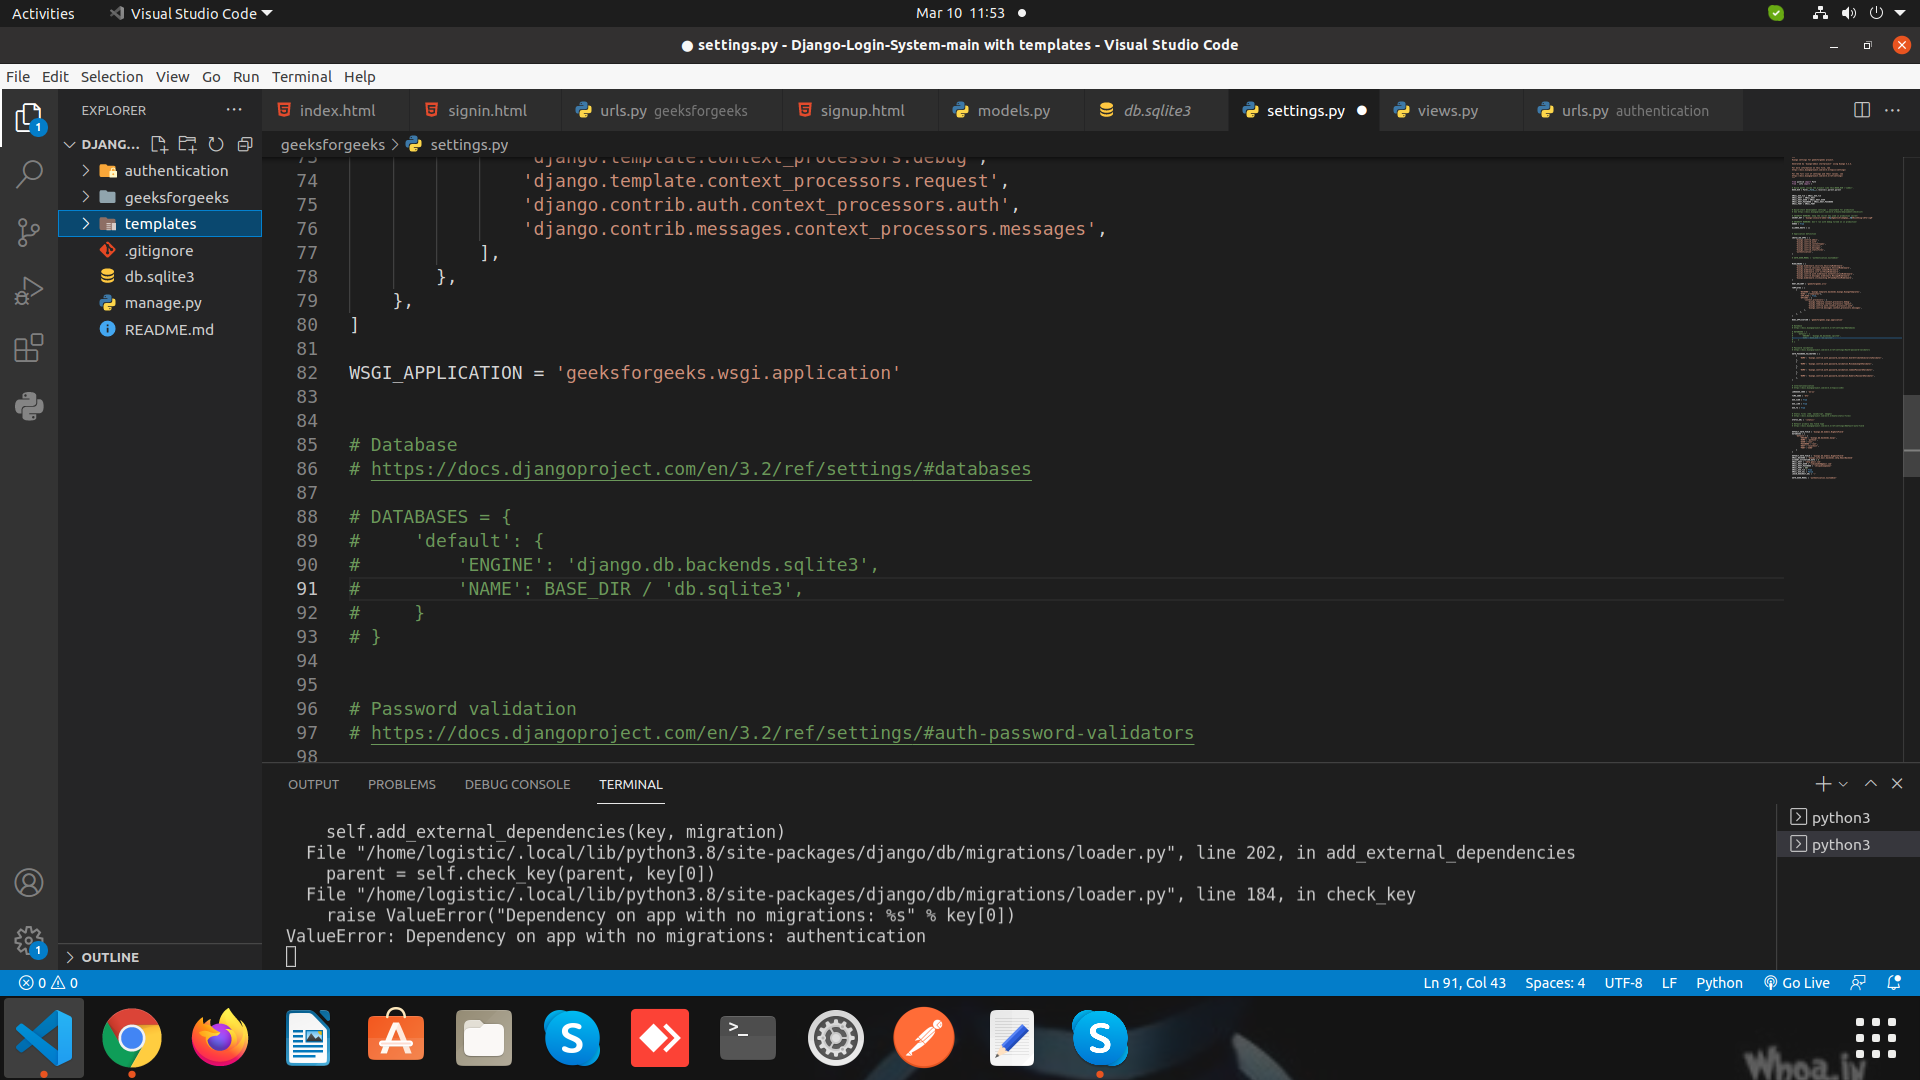 Activities
Visual Studio Code
Mar 10 11:53
● settings.py - Django-Login-System-main with templates - Visual Studio Code
File Edit Selection View Go Run Terminal Help
EXPLORER
DJANG...
authentication
geeksforgeeks
templates
.gitignore
db.sqlite3
manage.py
README.md
OUTLINE
index.html
signin.html
urls.py geeksforgeeks
signup.html
models.py
db.sqlite3
settings.py ●
views.py
urls.py authentication
geeksforgeeks > settings.py
73 'django.template.context_processors.debug',
74 'django.template.context_processors.request',
75 'django.contrib.auth.context_processors.auth',
76 'django.contrib.messages.context_processors.messages',
77 ],
78 },
79 },
80 ]
81
82 WSGI_APPLICATION = 'geeksforgeeks.wsgi.application'
83
84
85 # Database
86 # https://docs.djangoproject.com/en/3.2/ref/settings/#databases
87
88 # DATABASES = {
89 #     'default': {
90 #         'ENGINE': 'django.db.backends.sqlite3',
91 #         'NAME': BASE_DIR / 'db.sqlite3',
92 #     }
93 # }
94
95
96 # Password validation
97 # https://docs.djangoproject.com/en/3.2/ref/settings/#auth-password-validators
98
OUTPUT PROBLEMS DEBUG CONSOLE TERMINAL
self.add_external_dependencies(key, migration)
File "/home/logistic/.local/lib/python3.8/site-packages/django/db/migrations/loader.py", line 202, in add_external_dependencies
parent = self.check_key(parent, key[0])
File "/home/logistic/.local/lib/python3.8/site-packages/django/db/migrations/loader.py", line 184, in check_key
raise ValueError("Dependency on app with no migrations: %s" % key[0])
ValueError: Dependency on app with no migrations: authentication
python3
python3
1
1
0 0
Ln 91, Col 43 Spaces: 4 UTF-8 LF Python Go Live
Whoa.iv